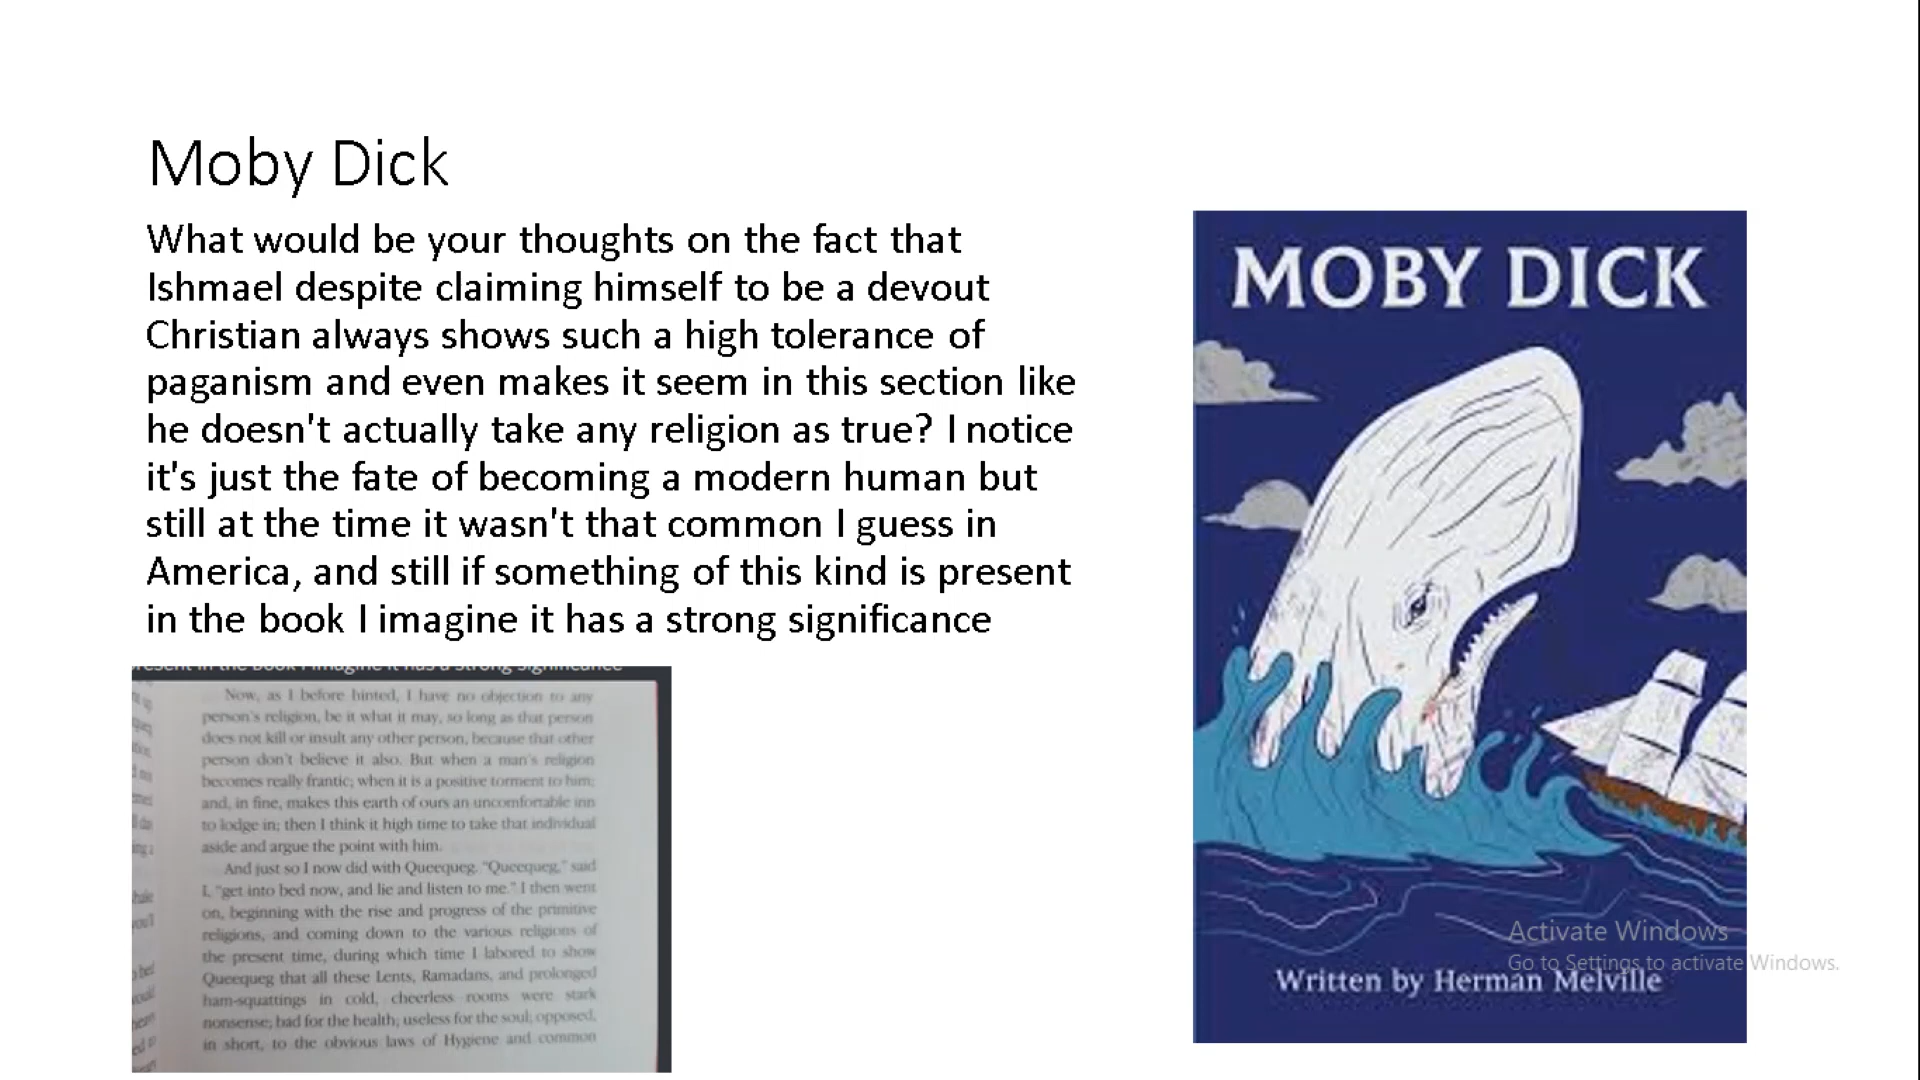 Moby Dick
What would be your thoughts on the fact that
Ishmael despite claiming himself to be a devout
Christian always shows such a high tolerance of
paganism and even makes it seem in this section like
he doesn't actually take any religion as true? I notice
it's just the fate of becoming a modern human but
still at the time it wasn't that common I guess in
America, and still if something of this kind is present
in the book I imagine it has a strong significance
resent in the book I imagine it has a strong significance
Now, as I before hinted, I have no objection to any
person's religion, be it what it may, so long as that person
does not kill or insult any other person, because that other
person don't believe it also. But when a man's religion
becomes really frantic; when it is a positive torment to him;
and, in fine, makes this earth of ours an uncomfortable inn
to lodge in; then I think it high time to take that individual
aside and argue the point with him.
And just so I now did with Queequeg. "Queequeg," said
I, "get into bed now, and lie and listen to me." I then went
on, beginning with the rise and progress of the primitive
religions, and coming down to the various religions of
the present time, during which time I labored to show
Queequeg that all these Lents, Ramadans, and prolonged
ham-squattings in cold, cheerless rooms were stark
nonsense; bad for the health; useless for the soul; opposed,
in short, to the obvious laws of Hygiene and common
MOBY DICK
Written by Herman Melville
Activate Windows
Go to Settings to activate Windows.